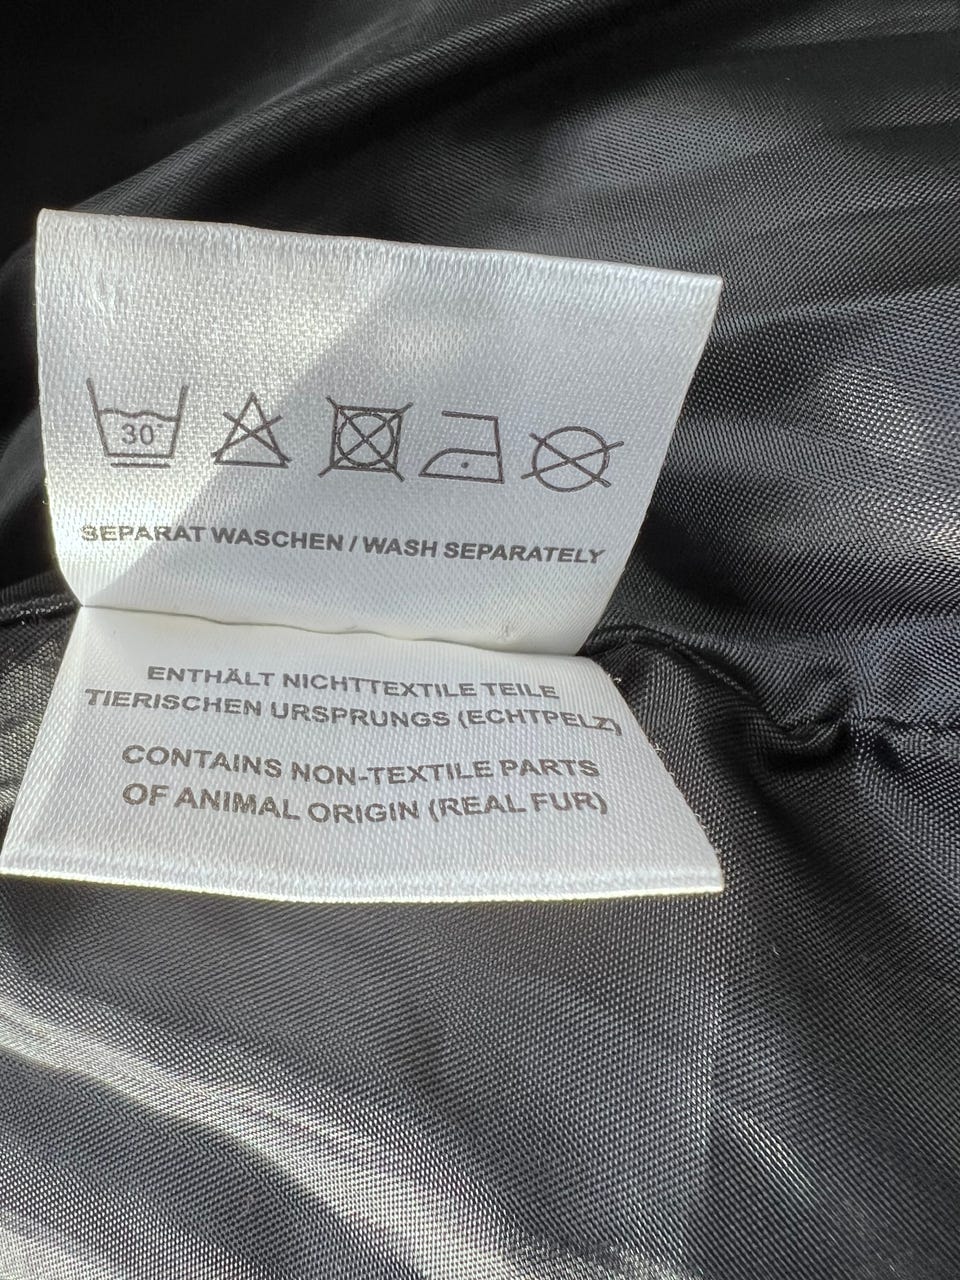 30°
SEPARAT WASCHEN / WASH SEPARATELY
ENTHÄLT NICHTTEXTILE TEILE
TIERISCHEN URSPRUNGS (ECHTPELZ)
CONTAINS NON-TEXTILE PARTS
OF ANIMAL ORIGIN (REAL FUR)